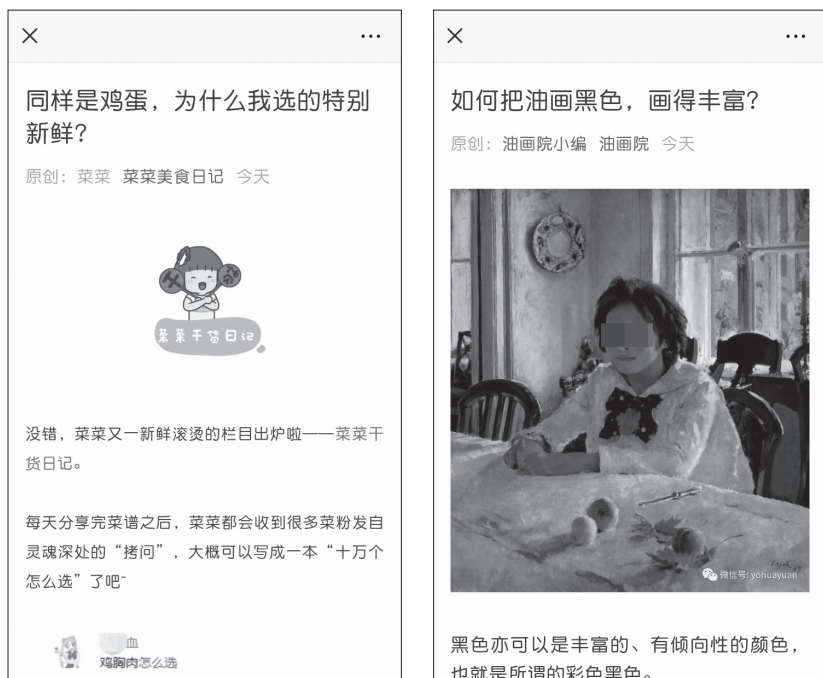 同样是鸡蛋，为什么我选的特别
新鲜？
原创：菜菜 菜菜美食日记 今天
菜菜干货日记
没错，菜菜又一新鲜滚烫的栏目出炉啦——菜菜干
货日记。
每天分享完菜谱之后，菜菜都会收到很多菜粉发自
灵魂深处的“拷问”，大概可以写成一本“十万个
怎么选”了吧~
血
鸡胸肉怎么选
如何把油画黑色，画得丰富？
原创：油画院小编 油画院 今天
微信号: yohuayuan
黑色亦可以是丰富的、有倾向性的颜色，
也就是所谓的彩色黑色。